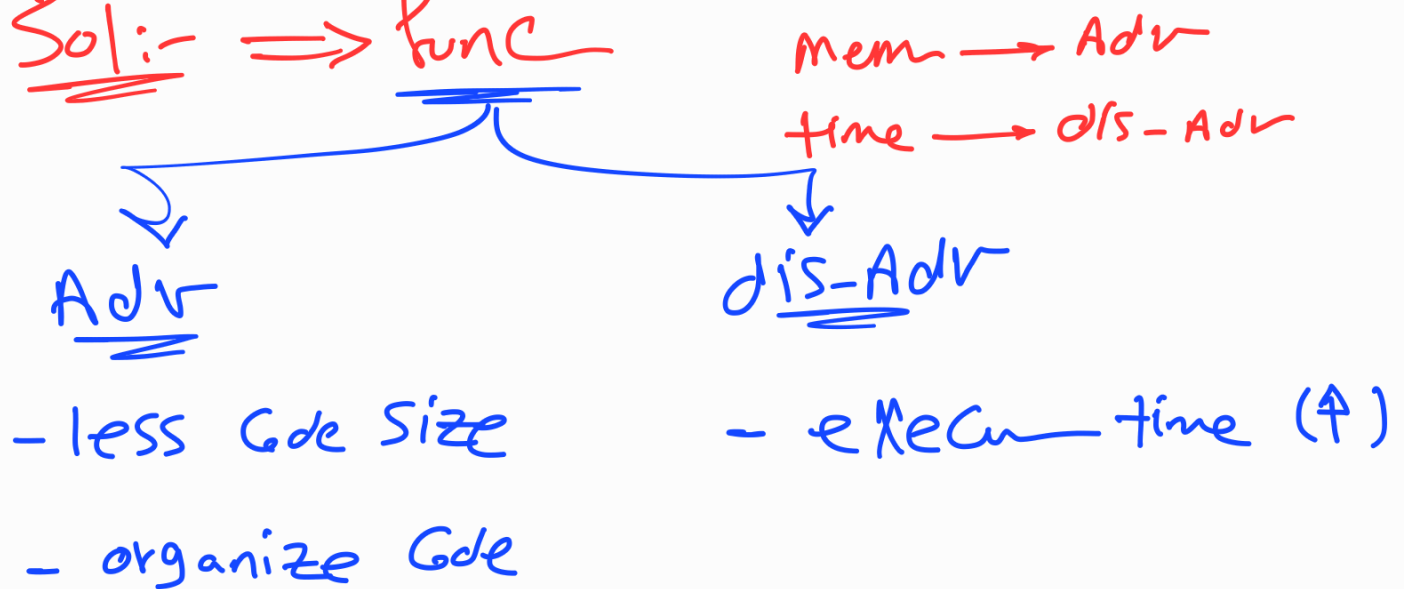 Sol:- ⇒ func
mem → Adv
time → dis-Adv
Adv
dis-Adv
- less Code Size
- execu time (↑)
- organize Code